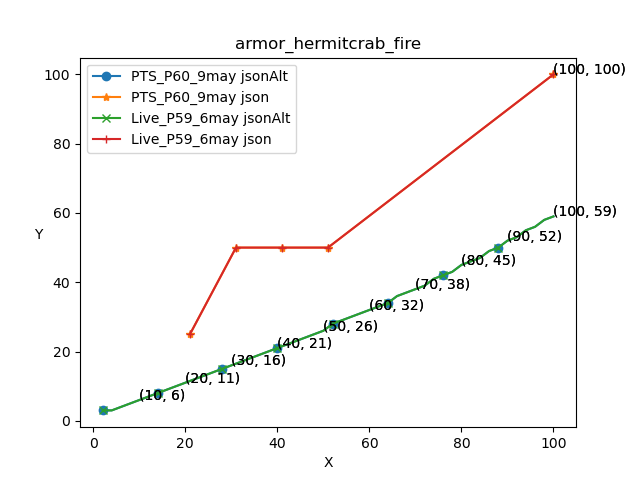 armor_hermitcrab_fire
PTS_P60_9may jsonAlt
PTS_P60_9may json
Live_P59_6may jsonAlt
Live_P59_6may json
(100, 100)
(100, 59)
(90, 52)
(80, 45)
(70, 38)
(60, 32)
(50, 26)
(40, 21)
(30, 16)
(20, 11)
(10, 6)
100
80
60
40
20
0
Y
0 20 40 60 80 100
X